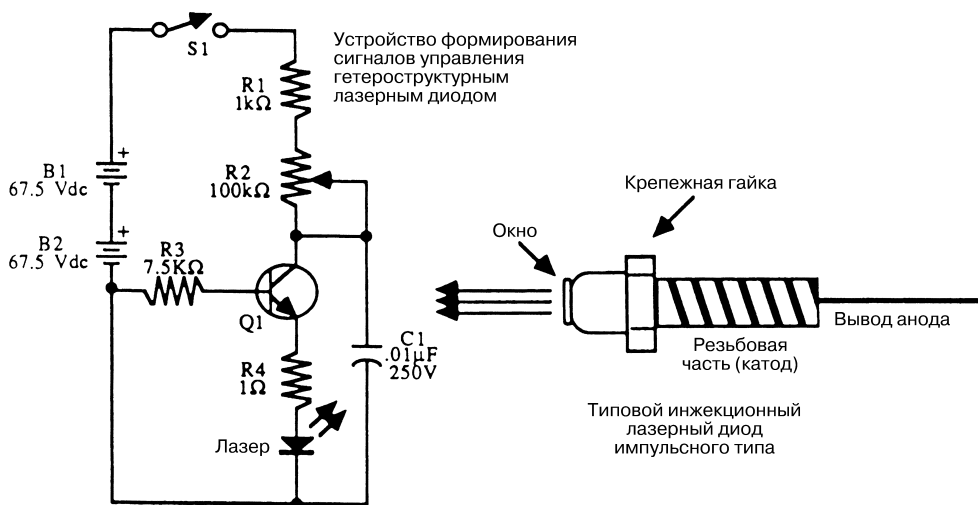 S1
Устройство формирования
сигналов управления
гетероструктурным
лазерным диодом
R1
1kΩ
B1
+
67.5 Vdc
R2
100kΩ
B2
+
67.5 Vdc
R3
7.5KΩ
Q1
C1
.01µF
250V
R4
1Ω
Лазер
Крепежная гайка
Окно
Вывод анода
Резьбовая
часть (катод)
Типовой инжекционный
лазерный диод
импульсного типа